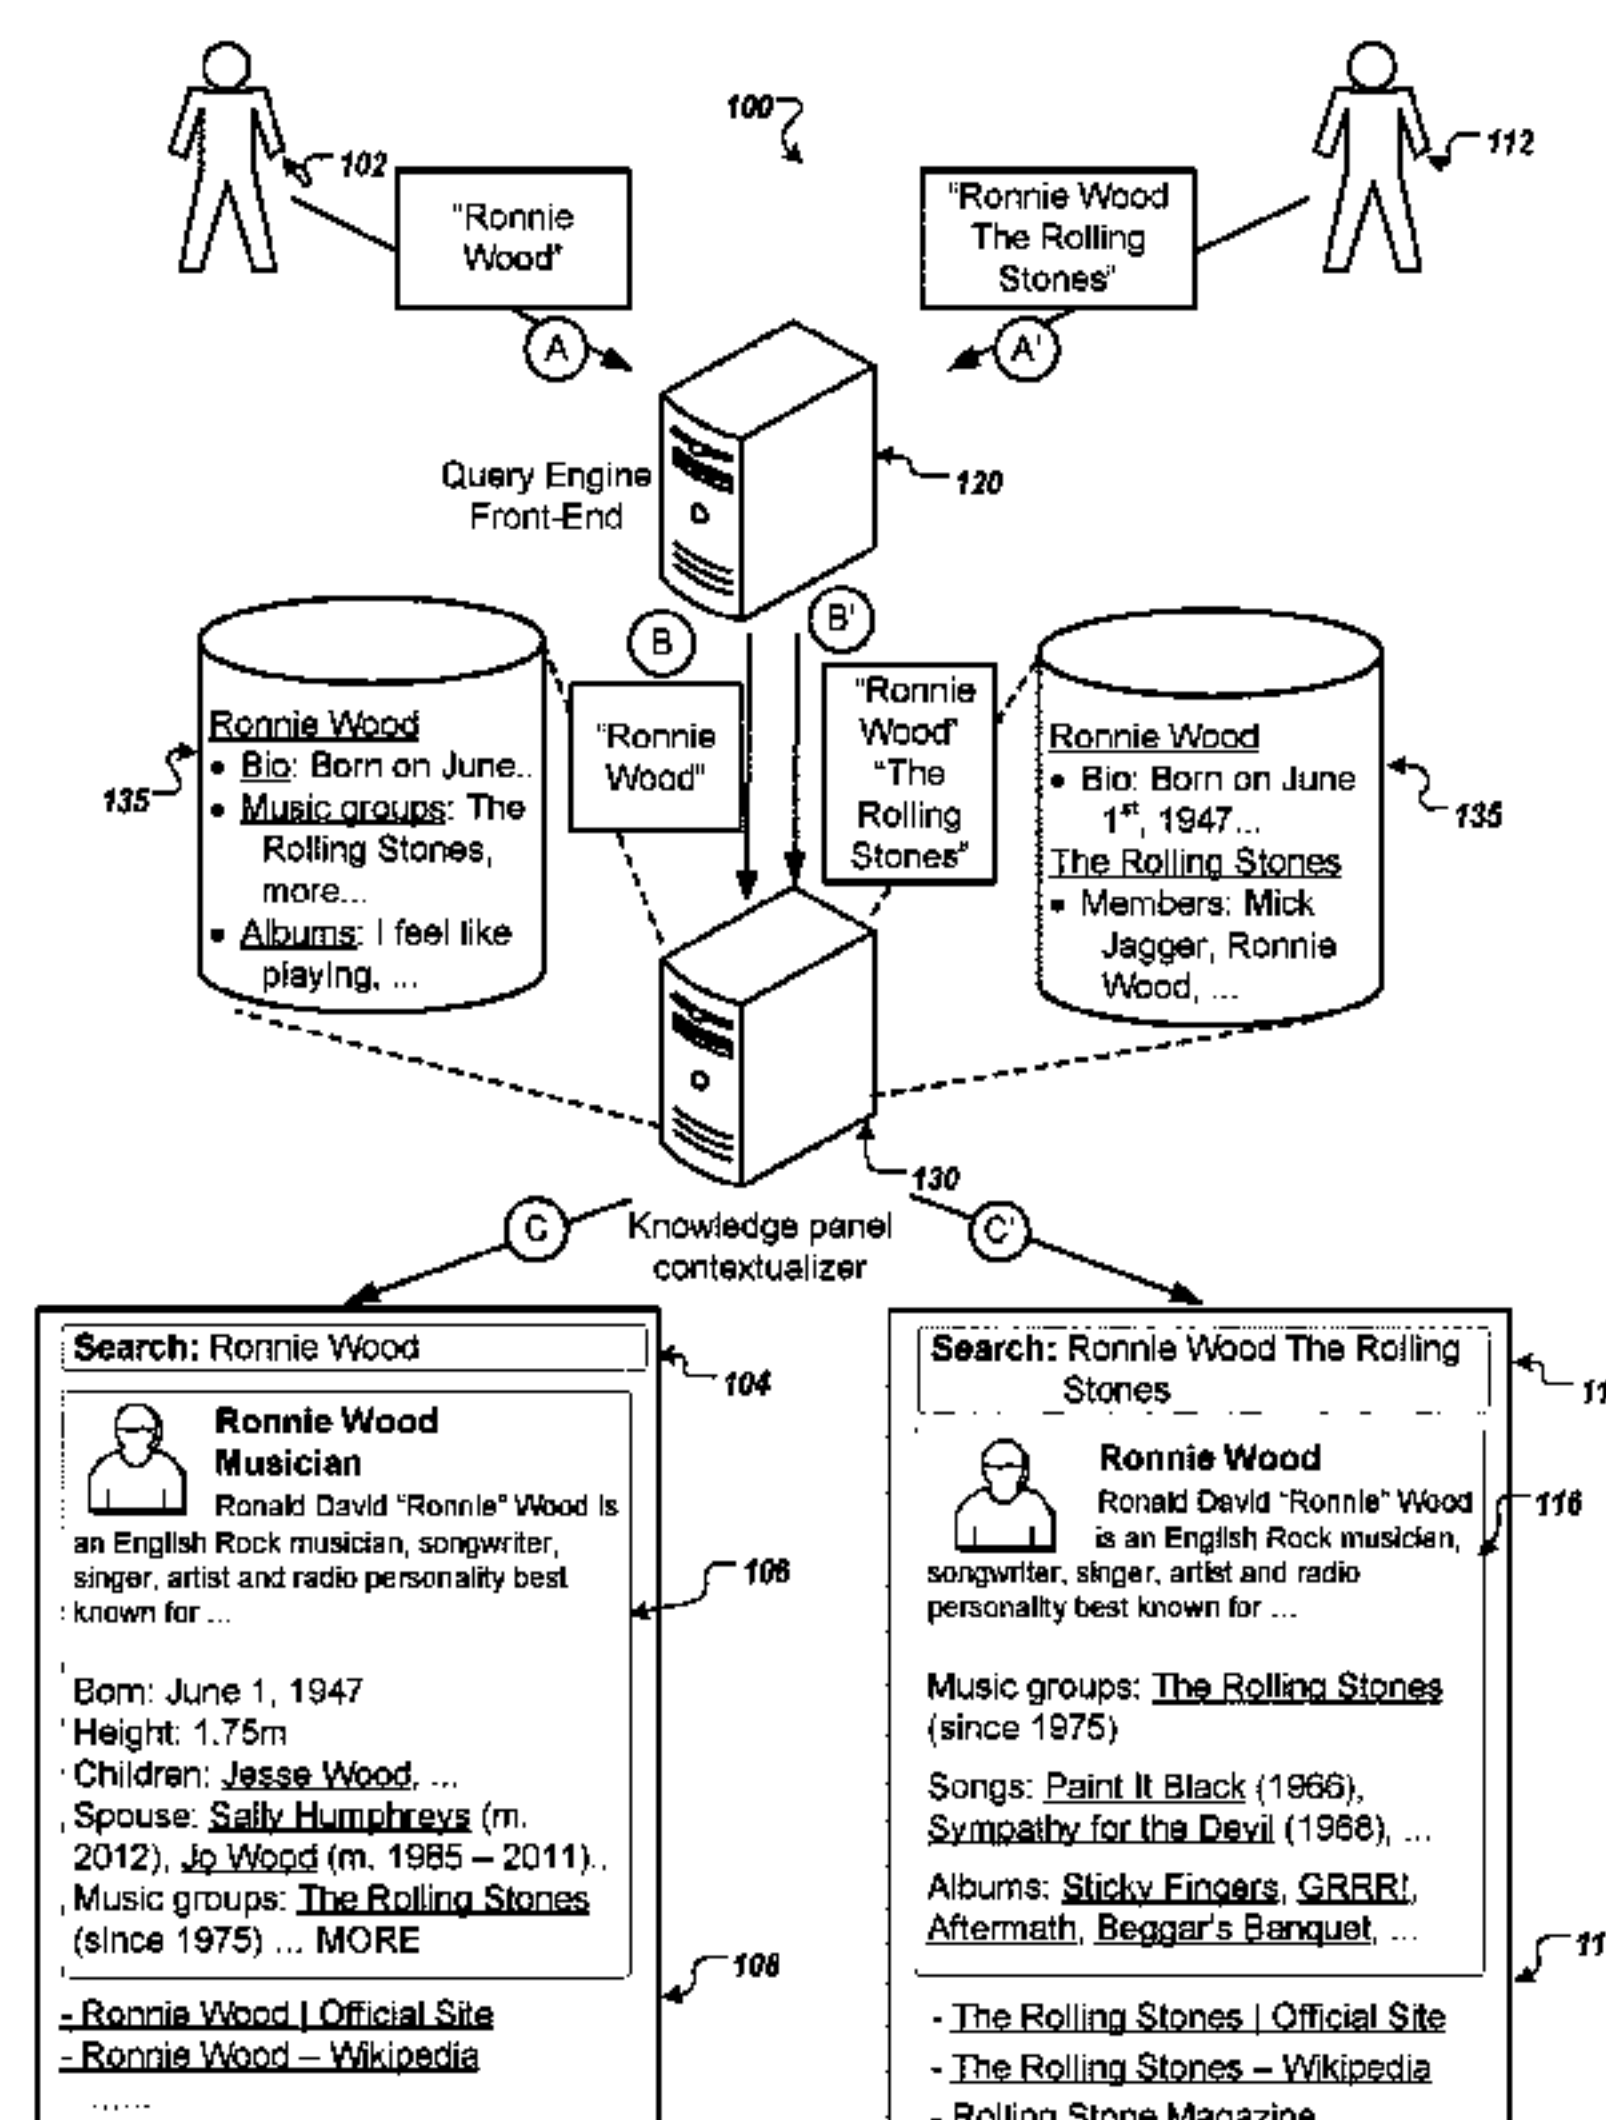 100
102
112
"Ronnie
Wood"
"Ronnie Wood
The Rolling
Stones"
A
A'
Query Engine
Front-End
120
B
B'
Ronnie Wood
• Bio: Born on June..
• Music groups: The
Rolling Stones,
more...
• Albums: I feel like
playing, ...
135
"Ronnie
Wood"
"Ronnie
Wood"
"The
Rolling
Stones"
Ronnie Wood
• Bio: Born on June
1st, 1947...
The Rolling Stones
• Members: Mick
Jagger, Ronnie
Wood, ...
135
130
C
Knowledge panel
contextualizer
C'
Search: Ronnie Wood
104
Ronnie Wood
Musician
Ronald David "Ronnie" Wood is
an English Rock musician, songwriter,
singer, artist and radio personality best
known for ...
106
Born: June 1, 1947
Height: 1.75m
Children: Jesse Wood, ...
Spouse: Sally Humphreys (m.
2012), Jo Wood (m. 1985 – 2011)..
Music groups: The Rolling Stones
(since 1975) ... MORE
108
- Ronnie Wood | Official Site
- Ronnie Wood – Wikipedia
......
Search: Ronnie Wood The Rolling
Stones
Ronnie Wood
Ronald David "Ronnie" Wood
is an English Rock musician,
songwriter, singer, artist and radio
personality best known for ...
116
Music groups: The Rolling Stones
(since 1975)
Songs: Paint It Black (1966),
Sympathy for the Devil (1968), ...
Albums: Sticky Fingers, GRRR!,
Aftermath, Beggar's Banquet, ...
- The Rolling Stones | Official Site
- The Rolling Stones – Wikipedia
- Rolling Stone Magazine